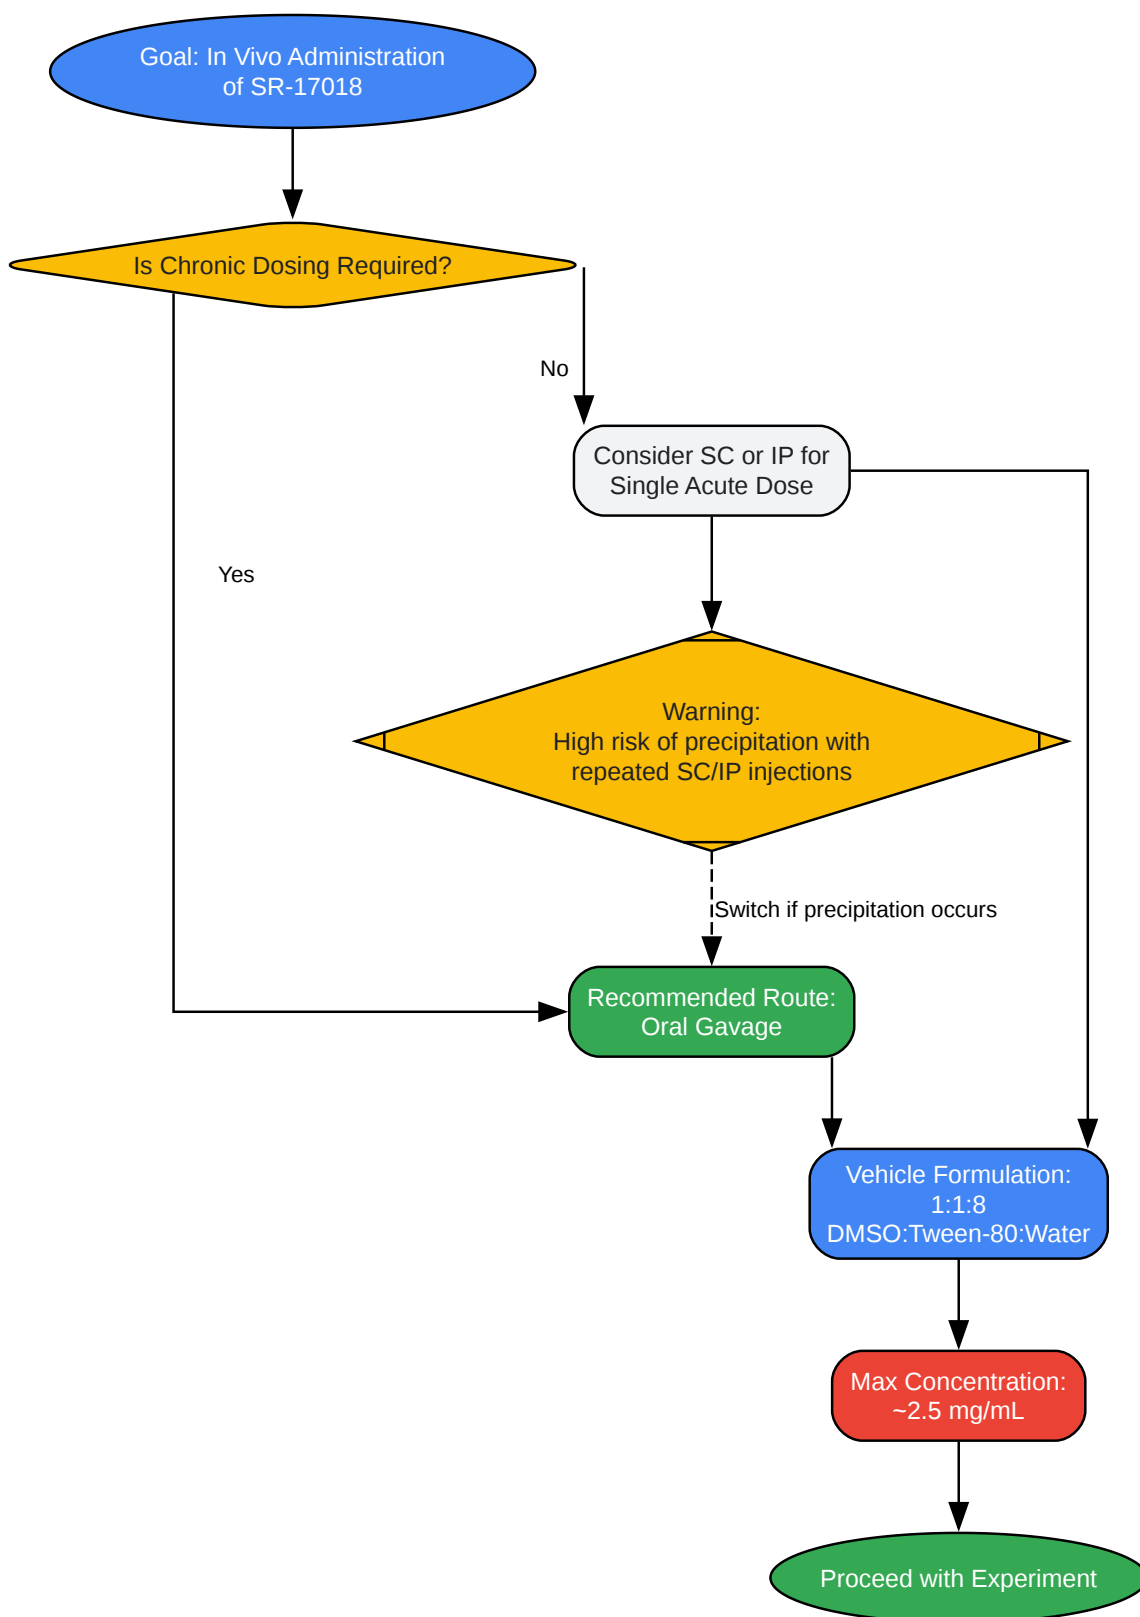 Goal: In Vivo Administration
of SR-17018
Is Chronic Dosing Required?
No
Consider SC or IP for
Single Acute Dose
Yes
Warning:
High risk of precipitation with
repeated SC/IP injections
Switch if precipitation occurs
Recommended Route:
Oral Gavage
Vehicle Formulation:
1:1:8
DMSO:Tween-80:Water
Max Concentration:
~2.5 mg/mL
Proceed with Experiment